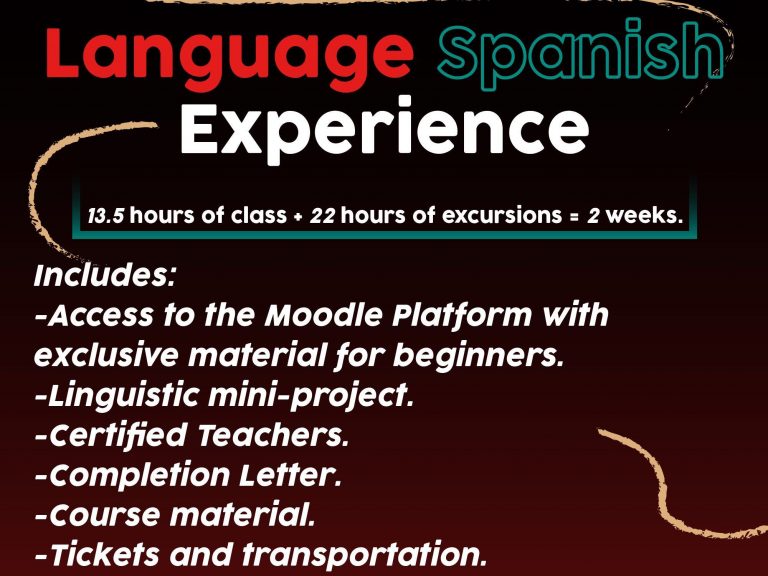 Language Spanish
Experience
13.5 hours of class + 22 hours of excursions = 2 weeks.
Includes:
-Access to the Moodle Platform with
exclusive material for beginners.
-Linguistic mini-project.
-Certified Teachers.
-Completion Letter.
-Course material.
-Tickets and transportation.